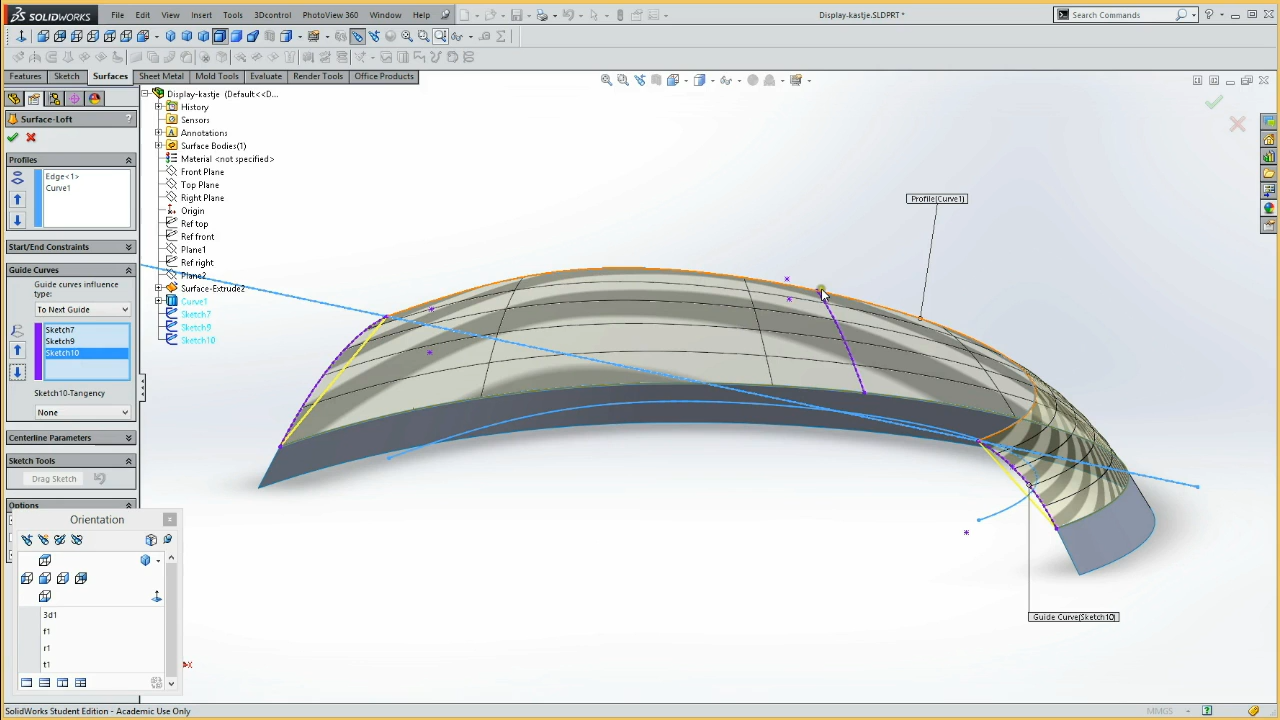 SOLIDWORKS File Edit View Insert Tools 3Dcontrol PhotoView 360 Window Help Display-kastje.SLDPRT * Search Commands
Features Sketch Surfaces Sheet Metal Mold Tools Evaluate Render Tools Office Products
Surface-Loft ?
Profiles
Edge<1>
Curve1
Start/End Constraints
Guide Curves
Guide curves influence
type:
To Next Guide
Sketch7
Sketch9
Sketch10
Sketch10-Tangency
None
Centerline Parameters
Sketch Tools
Drag Sketch
Options
Display-kastje (Default<<D...
History
Sensors
Annotations
Surface Bodies(1)
Material <not specified>
Front Plane
Top Plane
Right Plane
Origin
Ref top
Ref front
Plane1
Ref right
Plane2
Surface-Extrude2
Curve1
Sketch7
Sketch9
Sketch10
Profile(Curve1)
Guide Curve(Sketch10)
Orientation
3d1
f1
r1
t1
X
SolidWorks Student Edition - Academic Use Only
MMGS